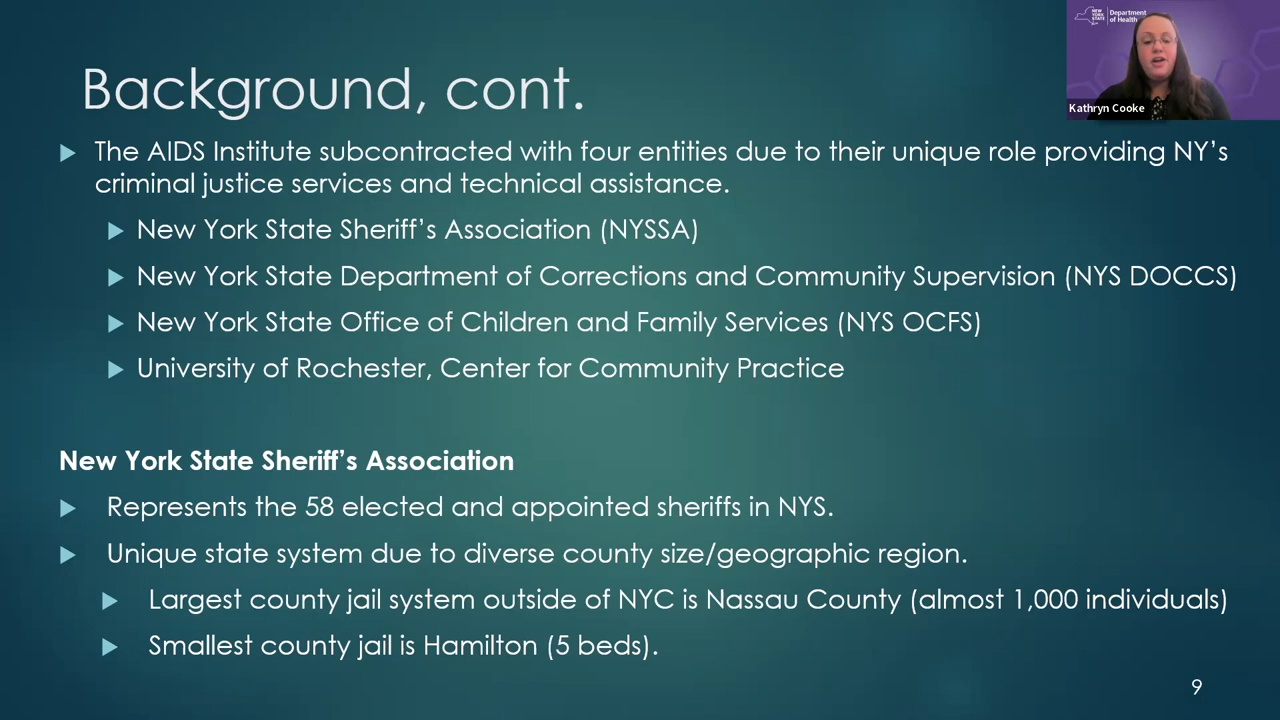 Background, cont.
The AIDS Institute subcontracted with four entities due to their unique role providing NY's
criminal justice services and technical assistance.
New York State Sheriff's Association (NYSSA)
New York State Department of Corrections and Community Supervision (NYS DOCCS)
New York State Office of Children and Family Services (NYS OCFS)
University of Rochester, Center for Community Practice
New York State Sheriff's Association
Represents the 58 elected and appointed sheriffs in NYS.
Unique state system due to diverse county size/geographic region.
Largest county jail system outside of NYC is Nassau County (almost 1,000 individuals)
Smallest county jail is Hamilton (5 beds).
9
NEW
YORK
STATE
Department
of Health
Kathryn Cooke